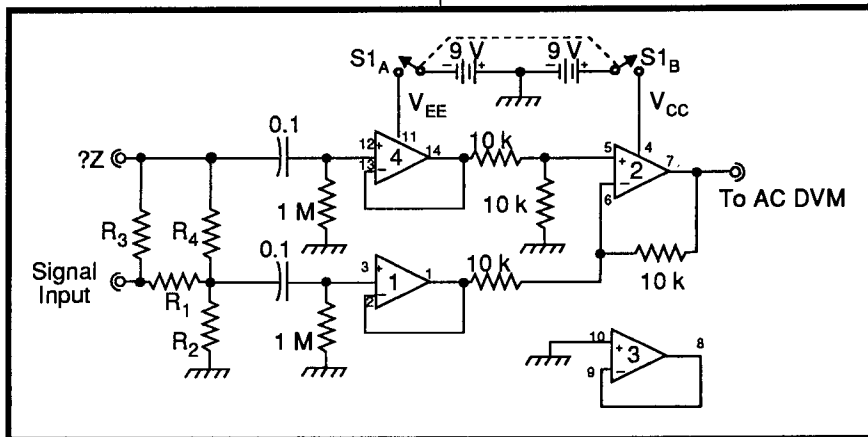 S1A
− 9 V +
− 9 V +
S1B
VEE
VCC
?Z
0.1
12
+
13
−
4
11
14
10 k
5
+
6
−
2
4
7
To AC DVM
R3
R4
1 M
10 k
Signal
Input
R1
0.1
3
+
2
−
1
1
10 k
10 k
R2
1 M
10
+
9
−
3
8